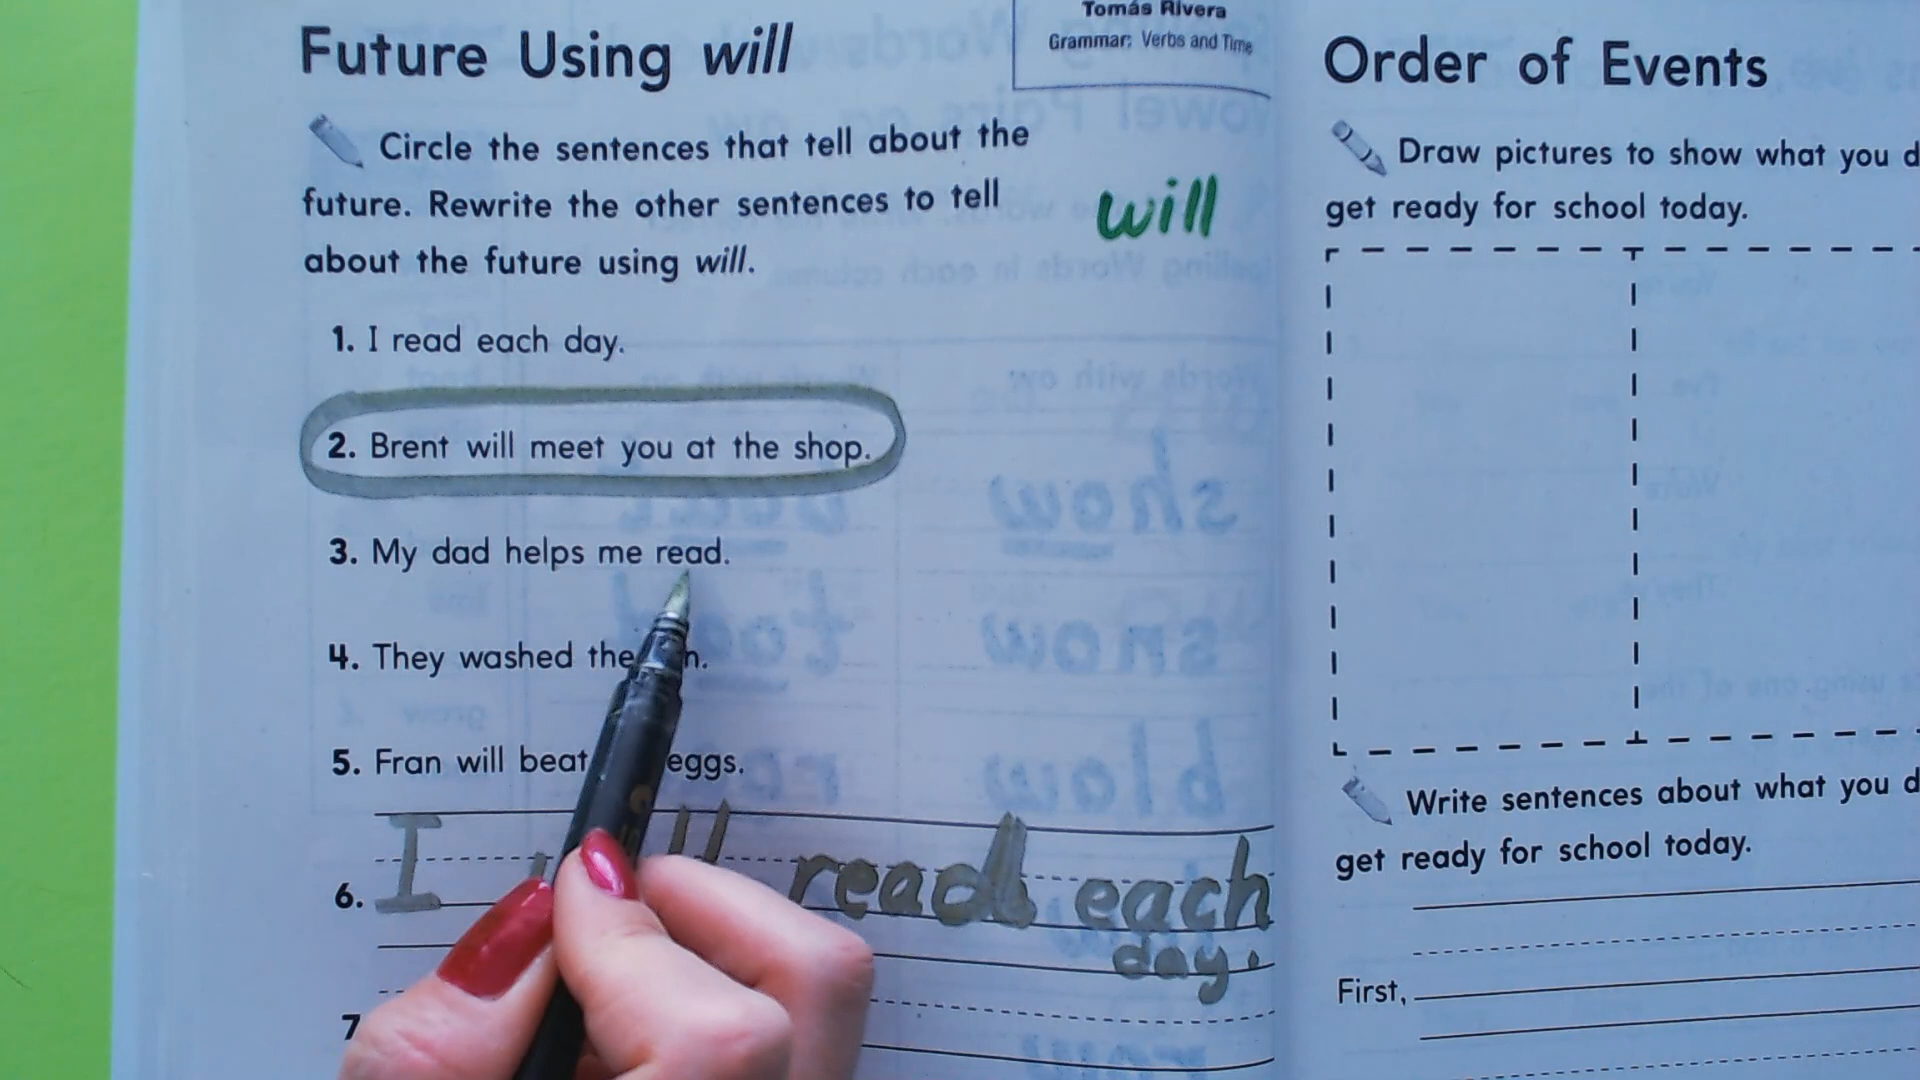 Future Using will
Tomás Rivera
Grammar: Verbs and Time
Circle the sentences that tell about the
future. Rewrite the other sentences to tell
about the future using will.
will
1. I read each day.
2. Brent will meet you at the shop.
3. My dad helps me read.
4. They washed
5. Fran will beat eggs.
6. I read each
day.
7
Order of Events
Draw pictures to show what you
get ready for school today.
Write sentences about what you
get ready for school today.
First,